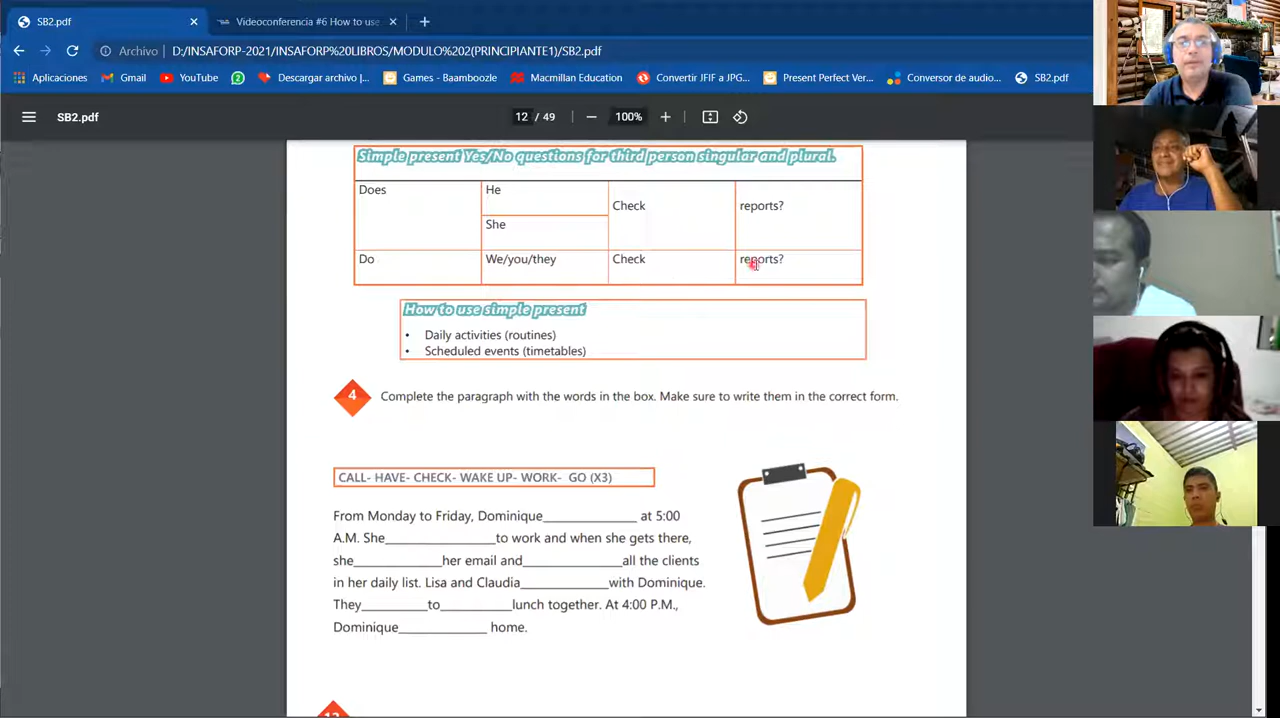 SB2.pdf
Videoconferencia #6 How to use
Archivo D:/INSAFORP-2021/INSAFORP%20LIBROS/MODULO%202(PRINCIPIANTE1)/SB2.pdf
Aplicaciones Gmail YouTube Descargar archivo |... Games - Baamboozle Macmillan Education Convertir JFIF a JPG... Present Perfect Ver... Conversor de audio... SB2.pdf
SB2.pdf 12 / 49 100%
Simple present Yes/No questions for third person singular and plural.
Does He Check reports?
She
Do We/you/they Check reports?
How to use simple present
• Daily activities (routines)
• Scheduled events (timetables)
4 Complete the paragraph with the words in the box. Make sure to write them in the correct form.
CALL- HAVE- CHECK- WAKE UP- WORK- GO (X3)
From Monday to Friday, Dominique______________ at 5:00
A.M. She________________to work and when she gets there,
she_____________her email and_______________all the clients
in her daily list. Lisa and Claudia_____________with Dominique.
They__________to___________lunch together. At 4:00 P.M.,
Dominique_____________ home.